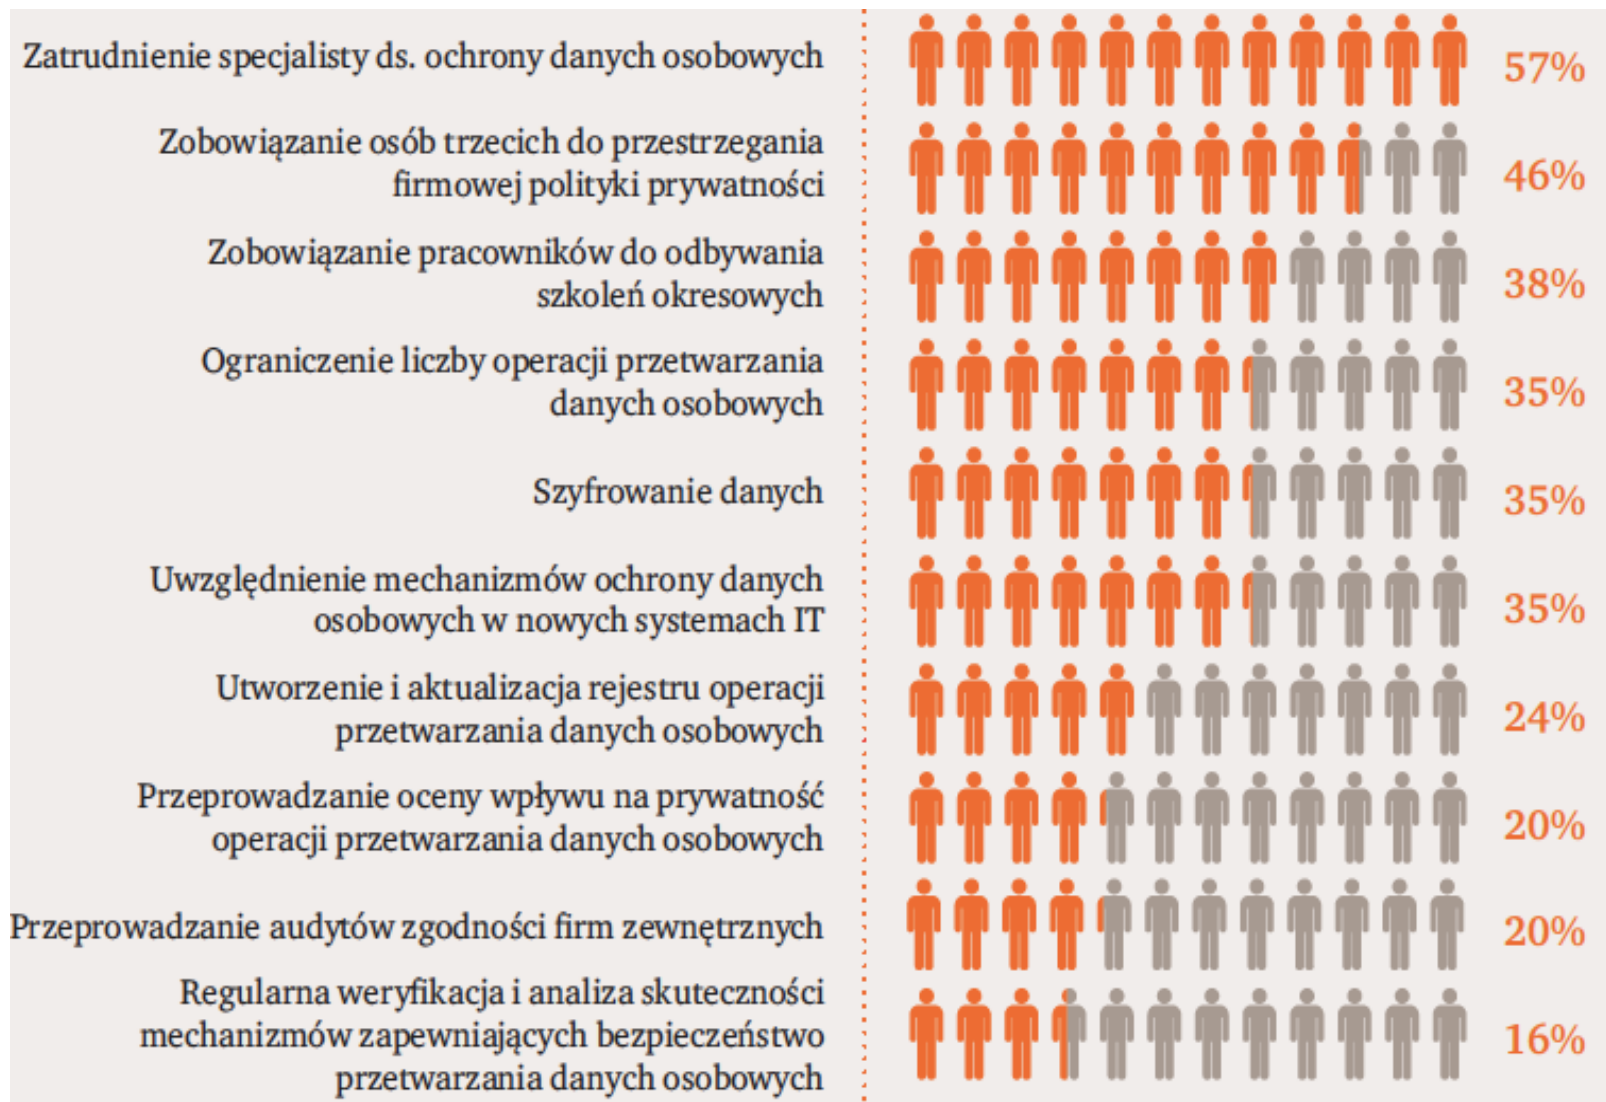 Zatrudnienie specjalisty ds. ochrony danych osobowych
57%
Zobowiązanie osób trzecich do przestrzegania
firmowej polityki prywatności
46%
Zobowiązanie pracowników do odbywania
szkoleń okresowych
38%
Ograniczenie liczby operacji przetwarzania
danych osobowych
35%
Szyfrowanie danych
35%
Uwzględnienie mechanizmów ochrony danych
osobowych w nowych systemach IT
35%
Utworzenie i aktualizacja rejestru operacji
przetwarzania danych osobowych
24%
Przeprowadzanie oceny wpływu na prywatność
operacji przetwarzania danych osobowych
20%
Przeprowadzanie audytów zgodności firm zewnętrznych
20%
Regularna weryfikacja i analiza skuteczności
mechanizmów zapewniających bezpieczeństwo
przetwarzania danych osobowych
16%